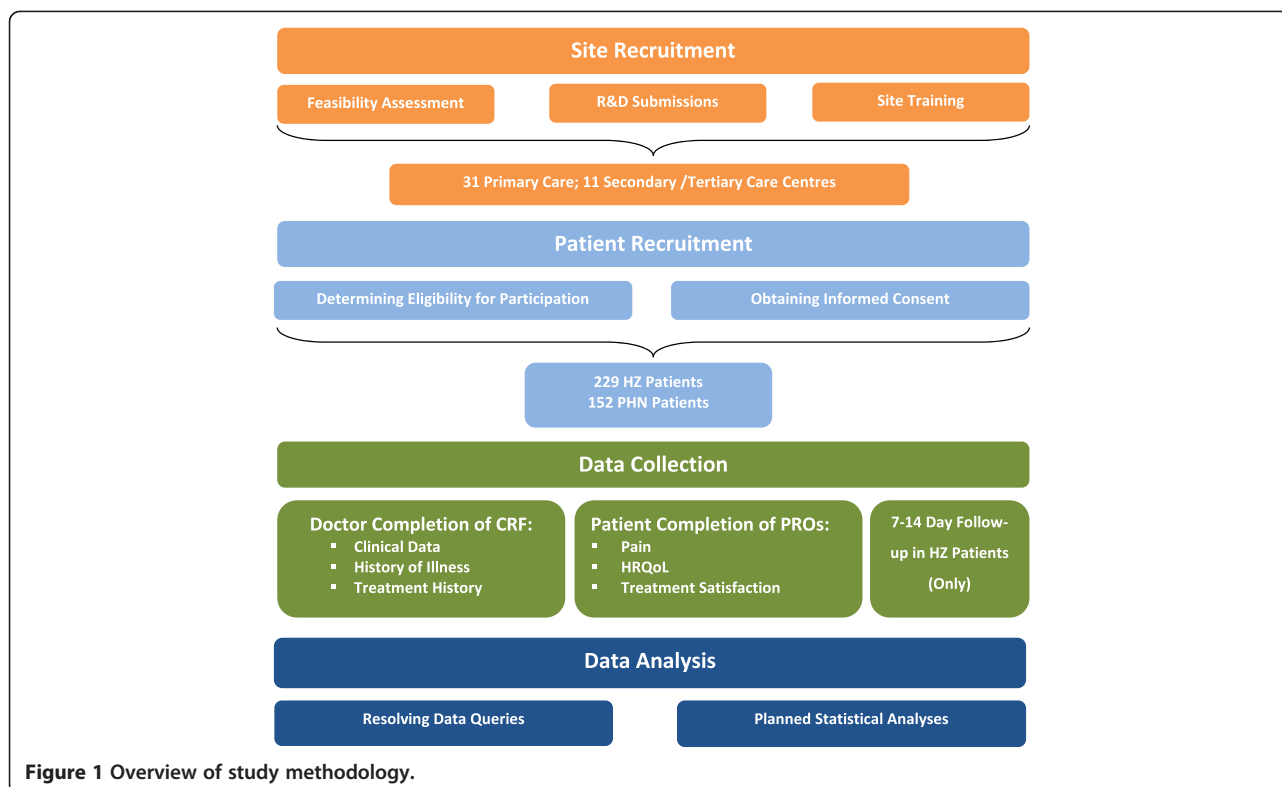 Site Recruitment
Feasibility Assessment
R&D Submissions
Site Training
31 Primary Care; 11 Secondary /Tertiary Care Centres
Patient Recruitment
Determining Eligibility for Participation
Obtaining Informed Consent
229 HZ Patients
152 PHN Patients
Data Collection
Doctor Completion of CRF:
▪ Clinical Data
▪ History of Illness
▪ Treatment History
Patient Completion of PROs:
▪ Pain
▪ HRQoL
▪ Treatment Satisfaction
7-14 Day Follow-
up in HZ Patients
(Only)
Data Analysis
Resolving Data Queries
Planned Statistical Analyses
Figure 1 Overview of study methodology.